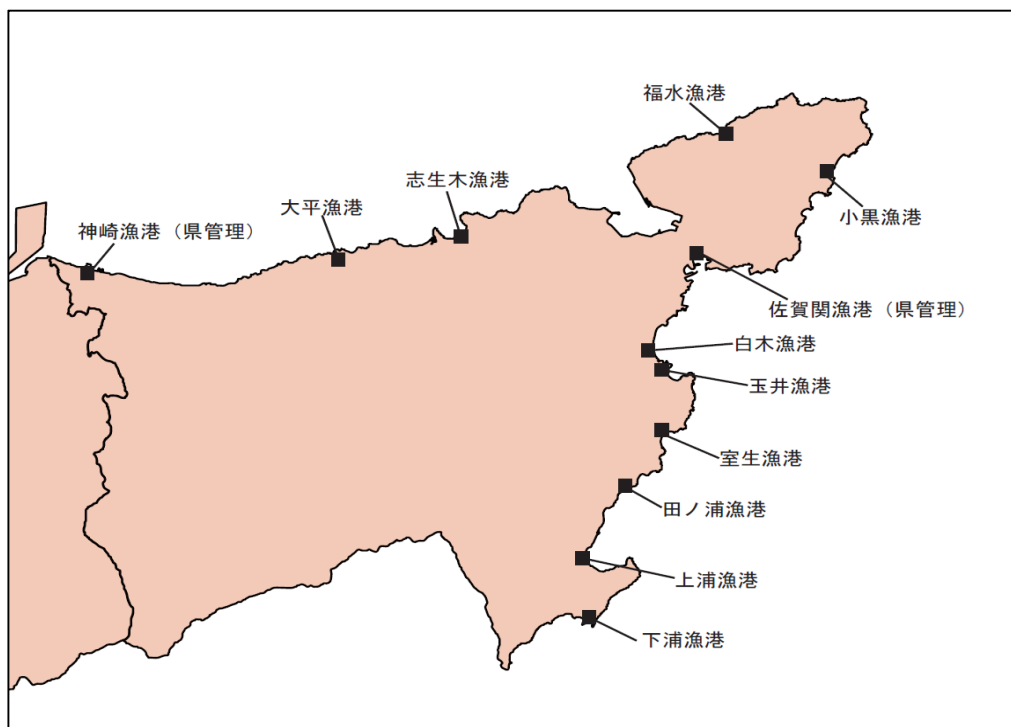 福水漁港
志生木漁港
大平漁港
小黒漁港
神崎漁港（県管理）
佐賀関漁港（県管理）
白木漁港
玉井漁港
室生漁港
田ノ浦漁港
上浦漁港
下浦漁港